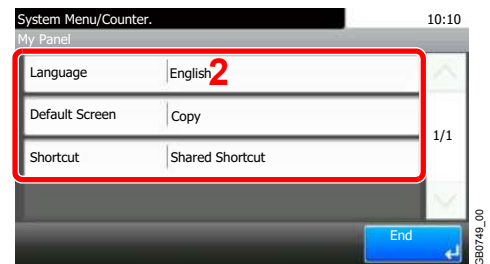 System Menu/Counter. 10:10
My Panel
Language English 2
Default Screen Copy
1/1
Shortcut Shared Shortcut
End
GB0749_00